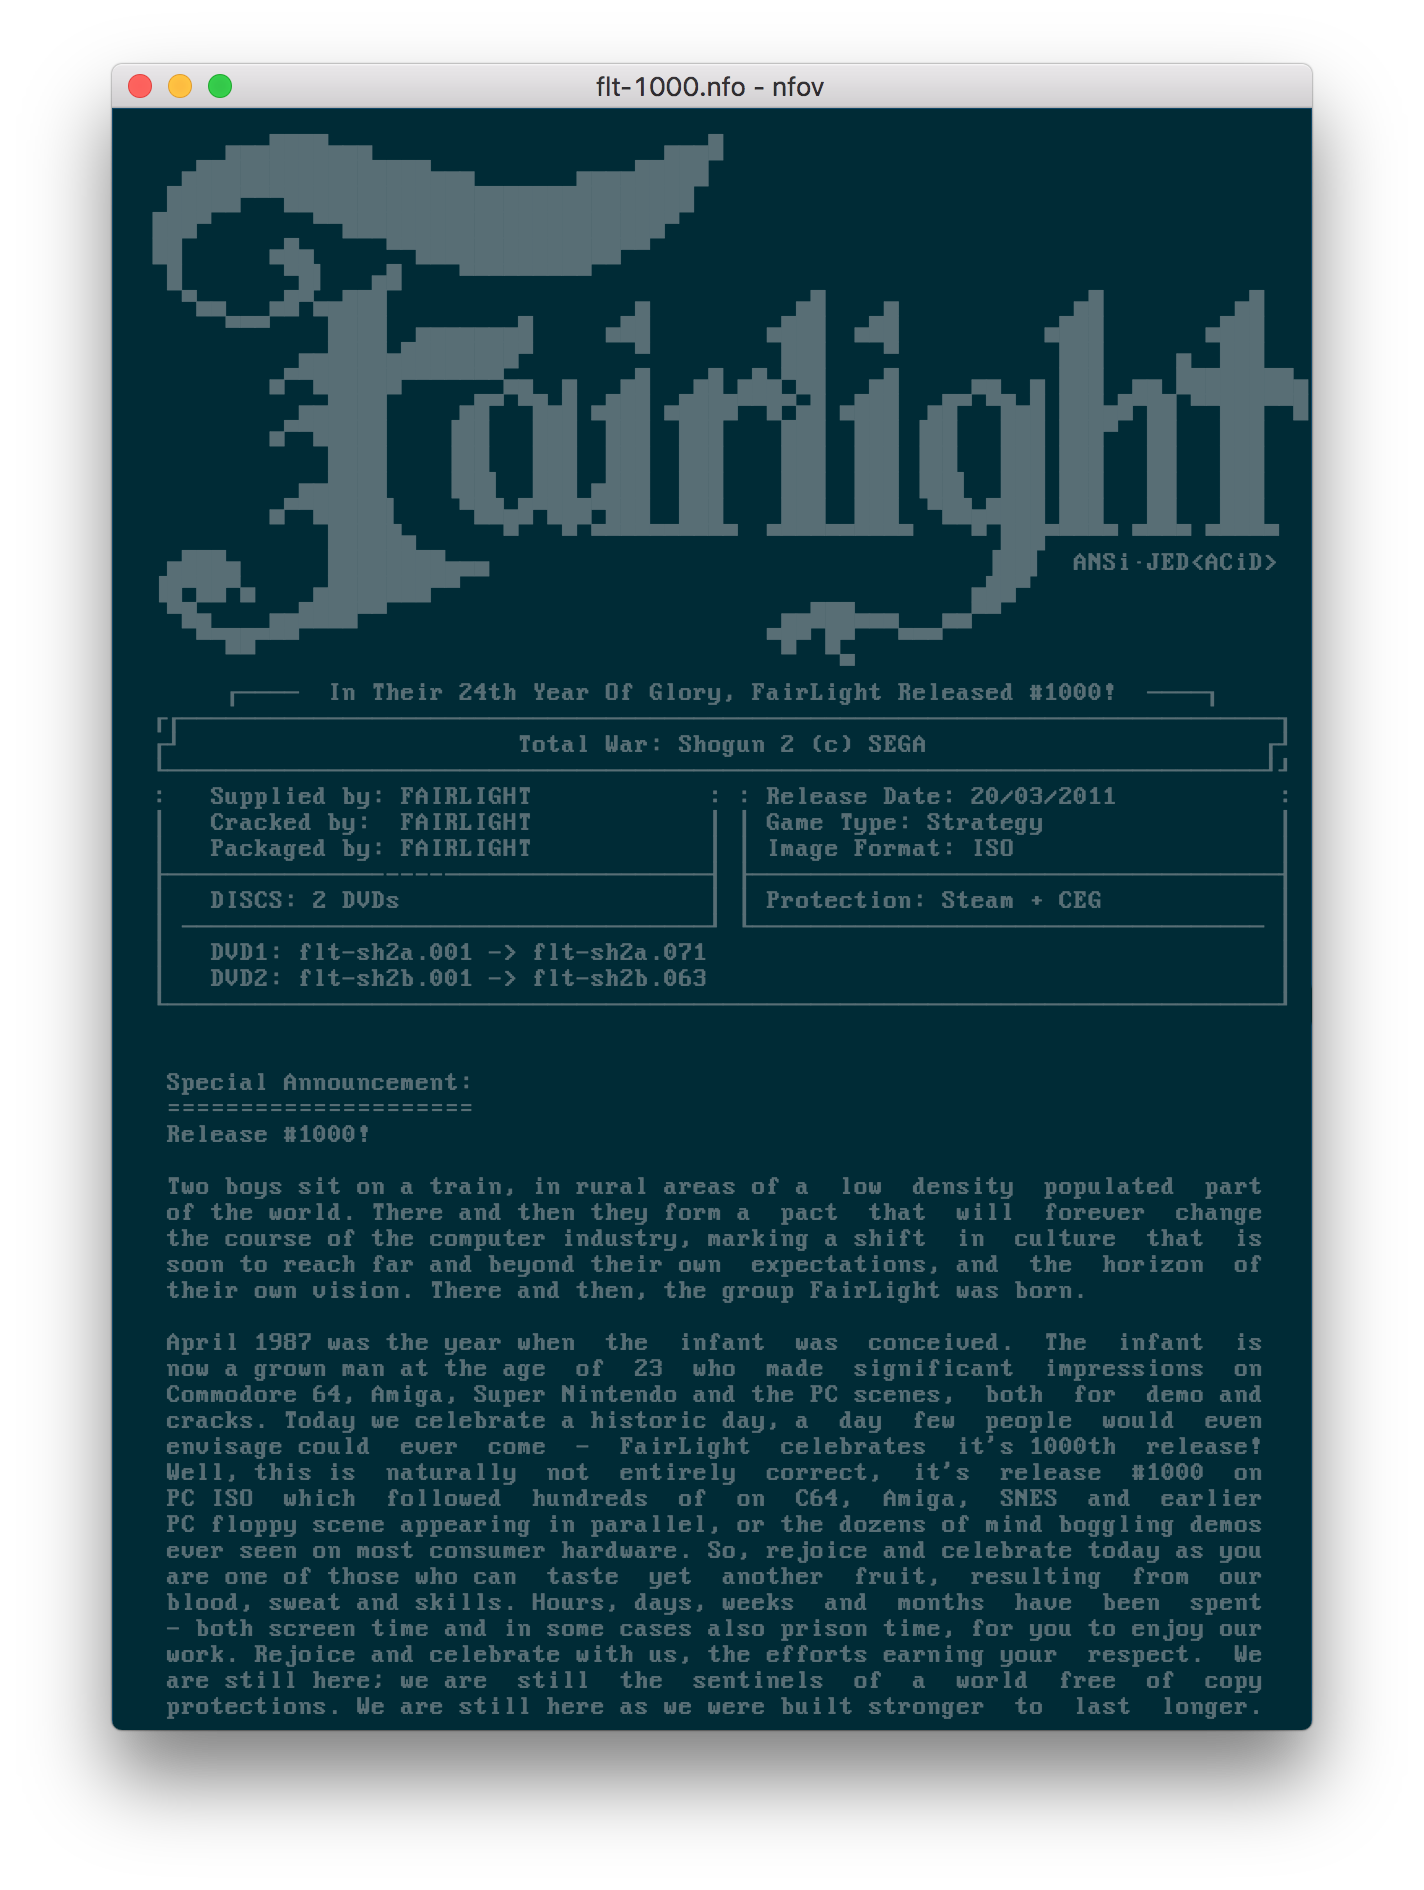 flt-1000.nfo - nfov
Fairlight
ANSi·JED<ACiD>
In Their 24th Year Of Glory, FairLight Released #1000!
Total War: Shogun 2 (c) SEGA
: Supplied by: FAIRLIGHT : : Release Date: 20/03/2011 :
Cracked by: FAIRLIGHT Game Type: Strategy
Packaged by: FAIRLIGHT Image Format: ISO
DISCS: 2 DVDs Protection: Steam + CEG
DVD1: flt-sh2a.001 -> flt-sh2a.071
DVD2: flt-sh2b.001 -> flt-sh2b.063
Special Announcement:
=====================
Release #1000!
Two boys sit on a train, in rural areas of a low density populated part
of the world. There and then they form a pact that will forever change
the course of the computer industry, marking a shift in culture that is
soon to reach far and beyond their own expectations, and the horizon of
their own vision. There and then, the group FairLight was born.
April 1987 was the year when the infant was conceived. The infant is
now a grown man at the age of 23 who made significant impressions on
Commodore 64, Amiga, Super Nintendo and the PC scenes, both for demo and
cracks. Today we celebrate a historic day, a day few people would even
envisage could ever come - FairLight celebrates it's 1000th release!
Well, this is naturally not entirely correct, it's release #1000 on
PC ISO which followed hundreds of on C64, Amiga, SNES and earlier
PC floppy scene appearing in parallel, or the dozens of mind boggling demos
ever seen on most consumer hardware. So, rejoice and celebrate today as you
are one of those who can taste yet another fruit, resulting from our
blood, sweat and skills. Hours, days, weeks and months have been spent
- both screen time and in some cases also prison time, for you to enjoy our
work. Rejoice and celebrate with us, the efforts earning your respect. We
are still here; we are still the sentinels of a world free of copy
protections. We are still here as we were built stronger to last longer.